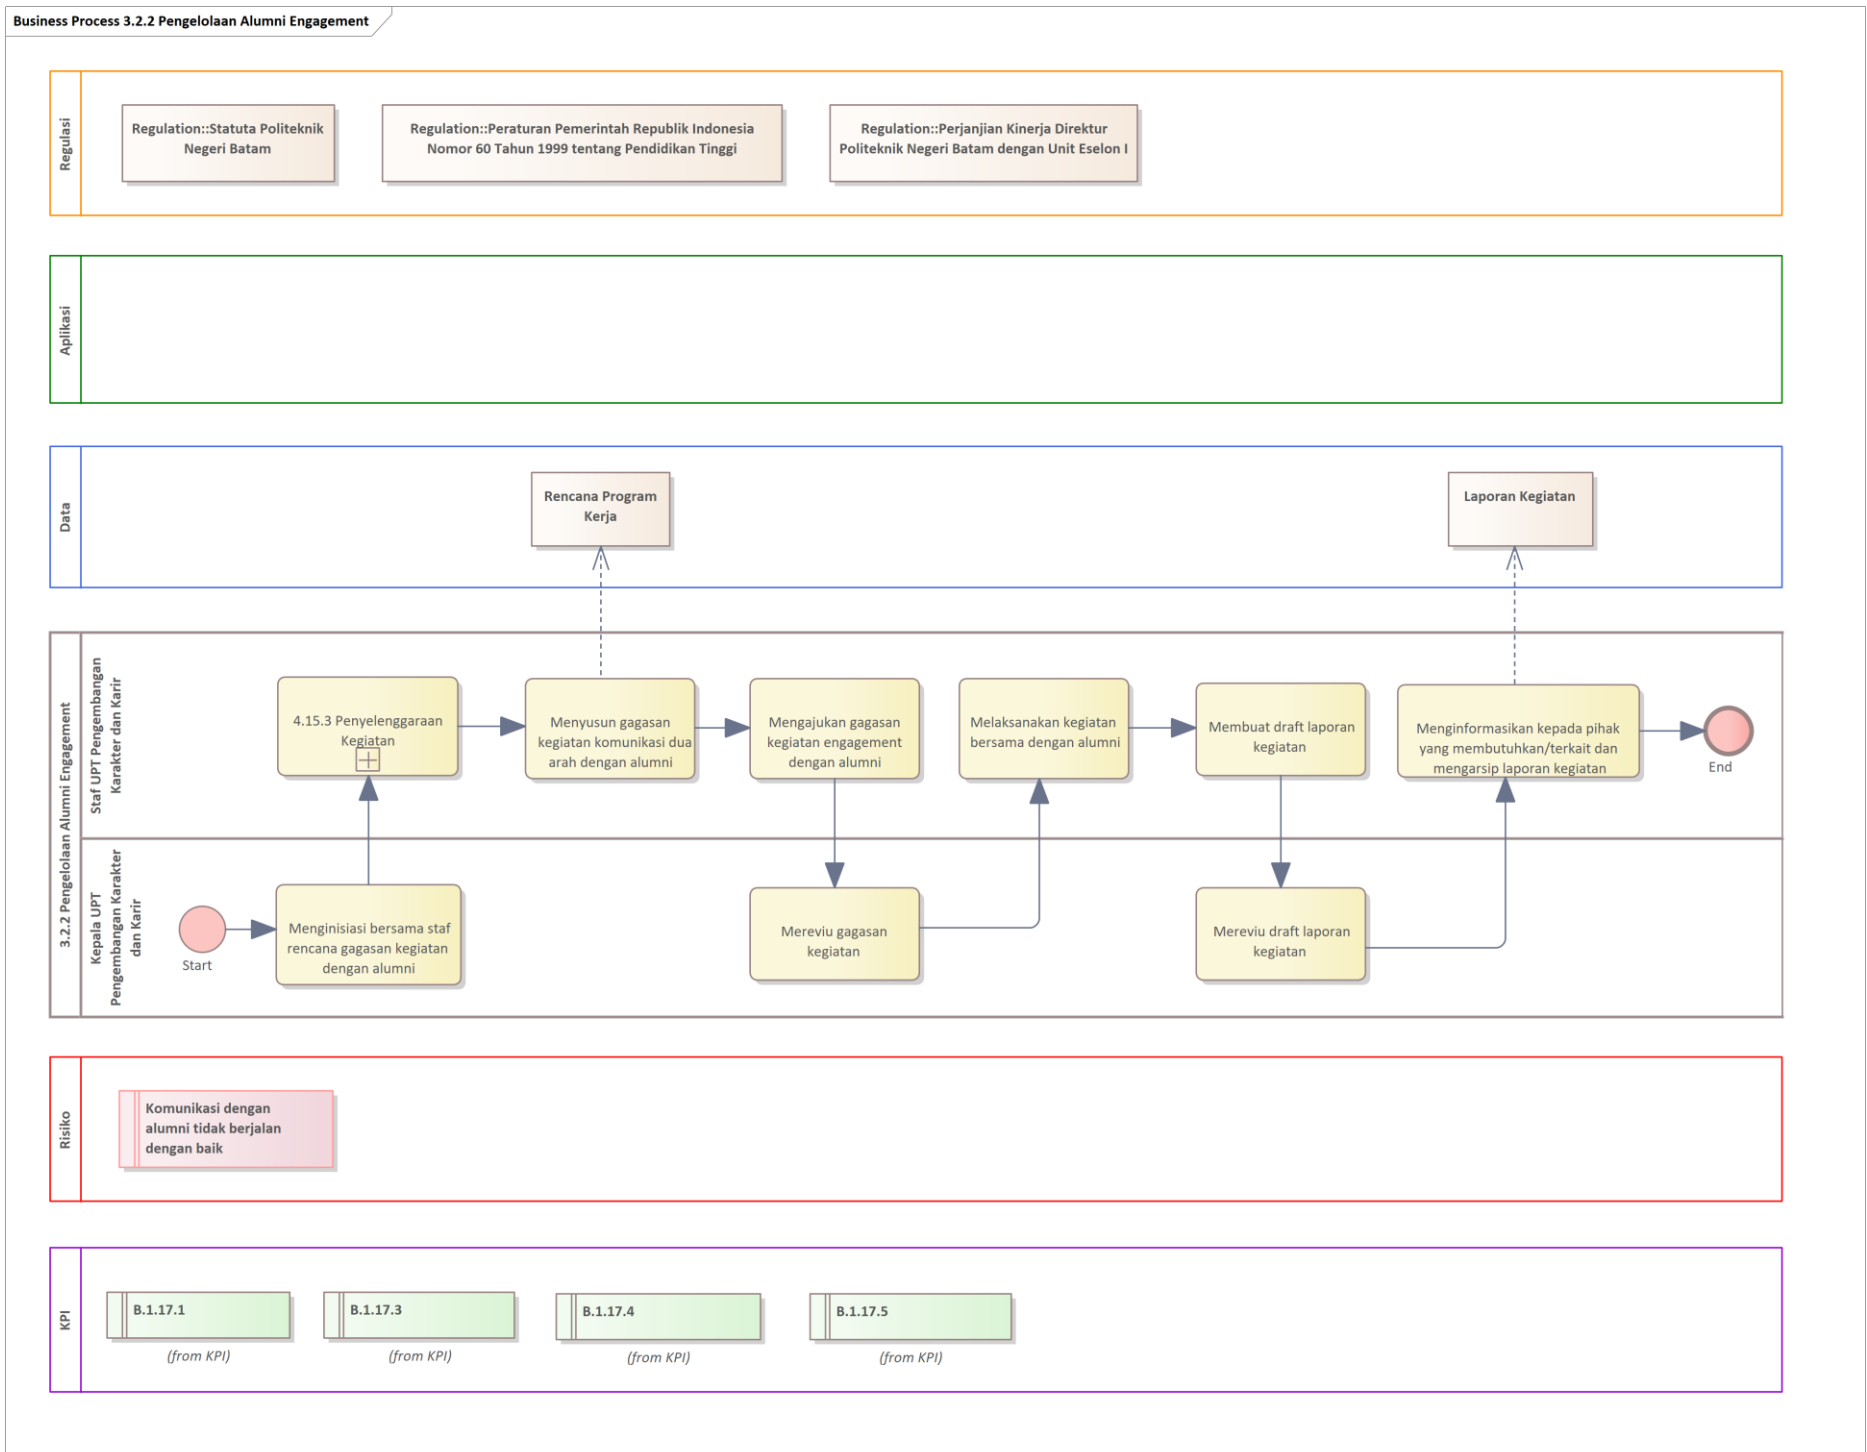 Business Process 3.2.2 Pengelolaan Alumni Engagement
Regulasi
Regulation::Statuta Politeknik
Negeri Batam
Regulation::Peraturan Pemerintah Republik Indonesia
Nomor 60 Tahun 1999 tentang Pendidikan Tinggi
Regulation::Perjanjian Kinerja Direktur
Politeknik Negeri Batam dengan Unit Eselon I
Aplikasi
Data
Rencana Program
Kerja
Laporan Kegiatan
3.2.2 Pengelolaan Alumni Engagement
Staf UPT Pengembangan
Karakter dan Karir
4.15.3 Penyelenggaraan
Kegiatan
Menyusun gagasan
kegiatan komunikasi dua
arah dengan alumni
Mengajukan gagasan
kegiatan engagement
dengan alumni
Melaksanakan kegiatan
bersama dengan alumni
Membuat draft laporan
kegiatan
Menginformasikan kepada pihak
yang membutuhkan/terkait dan
mengarsip laporan kegiatan
End
Kepala UPT
Pengembangan Karakter
dan Karir
Start
Menginisiasi bersama staf
rencana gagasan kegiatan
dengan alumni
Mereviu gagasan
kegiatan
Mereviu draft laporan
kegiatan
Risiko
Komunikasi dengan
alumni tidak berjalan
dengan baik
KPI
B.1.17.1
(from KPI)
B.1.17.3
(from KPI)
B.1.17.4
(from KPI)
B.1.17.5
(from KPI)